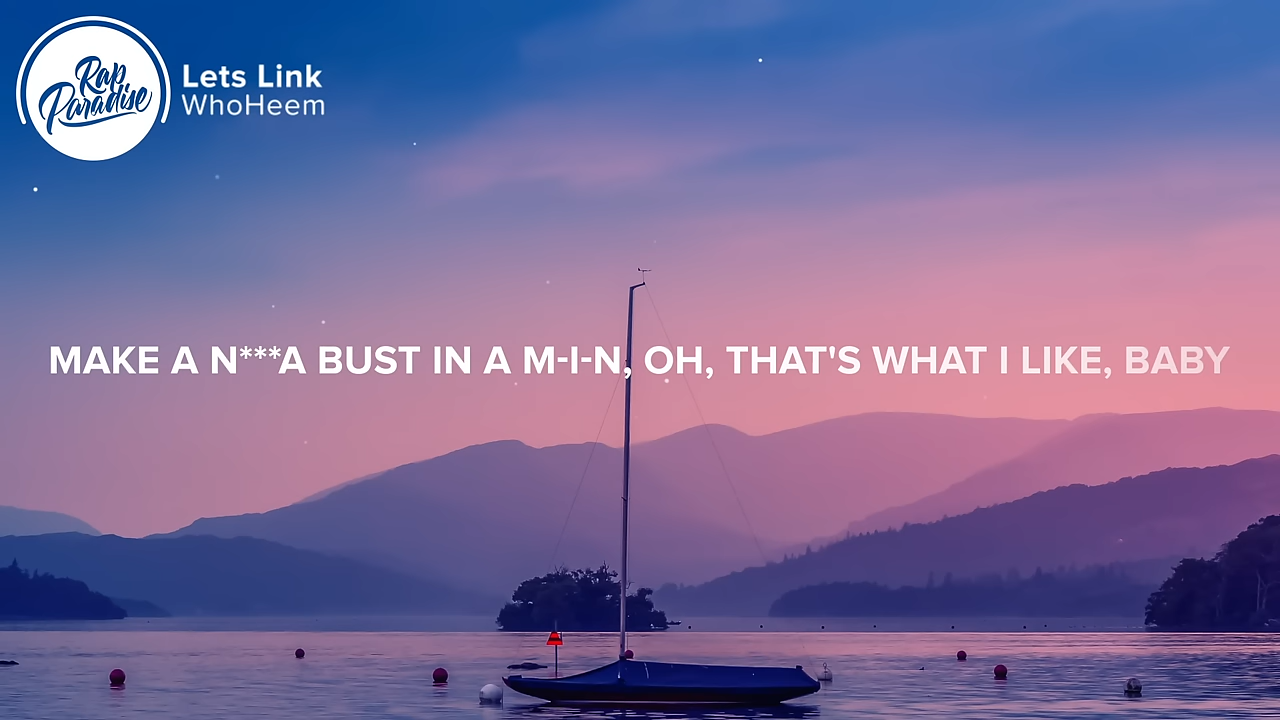 Rap
Paradise
Lets Link
WhoHeem
MAKE A N***A BUST IN A M-I-N, OH, THAT'S WHAT I LIKE, BABY